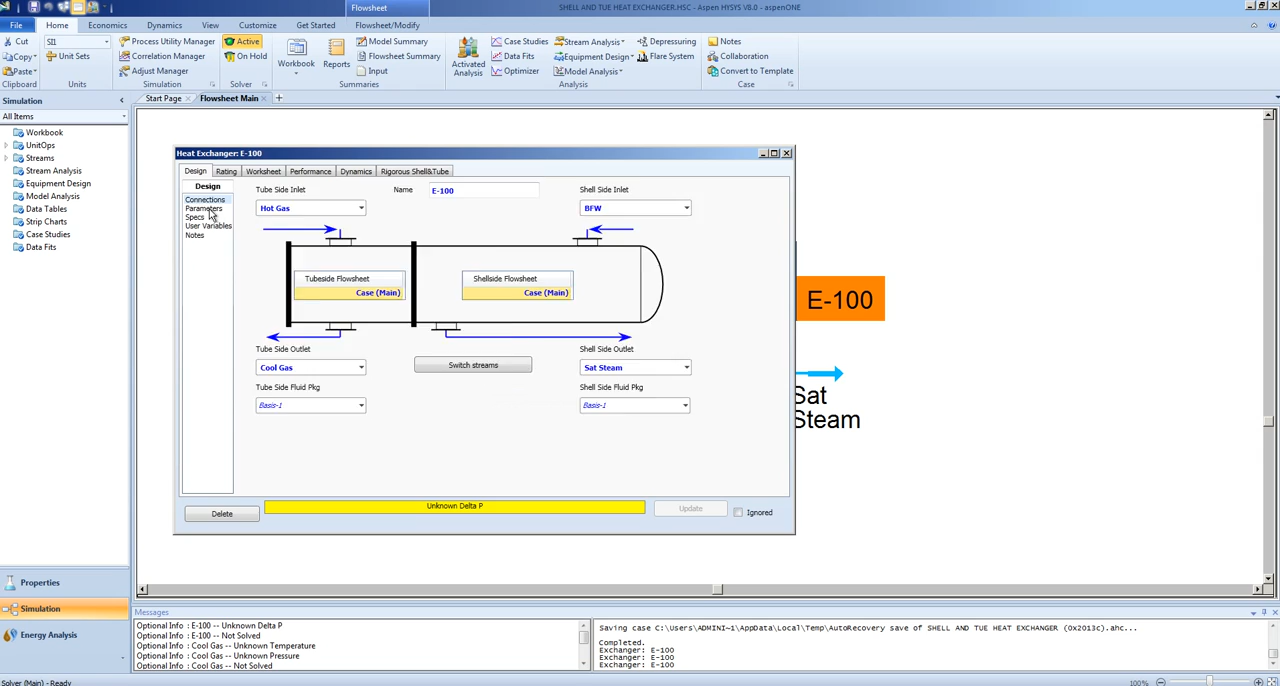 Flowsheet
SHELL AND TUE HEAT EXCHANGER.HSC - Aspen HYSYS V8.0 - aspenONE
File Home Economics Dynamics View Customize Get Started Flowsheet/Modify
Cut SI1 Process Utility Manager Active Model Summary Case Studies Stream Analysis Depressuring Notes
Copy Unit Sets Correlation Manager On Hold Workbook Reports Flowsheet Summary Activated Analysis Data Fits Equipment Design Flare System Collaboration
Paste Adjust Manager Input Optimizer Model Analysis Convert to Template
Clipboard Units Simulation Solver Summaries Analysis Case
Simulation Start Page Flowsheet Main
All Items
Workbook
UnitOps
Streams
Stream Analysis
Equipment Design
Model Analysis
Data Tables
Strip Charts
Case Studies
Data Fits
Heat Exchanger: E-100
Design Rating Worksheet Performance Dynamics Rigorous Shell&Tube
Design
Connections
Parameters
Specs
User Variables
Notes
Tube Side Inlet Name E-100 Shell Side Inlet
Hot Gas BFW
Tubeside Flowsheet Shellside Flowsheet
Case (Main) Case (Main)
Tube Side Outlet Shell Side Outlet
Cool Gas Switch streams Sat Steam
Tube Side Fluid Pkg Shell Side Fluid Pkg
Basis-1 Basis-1
Delete Unknown Delta P Update Ignored
E-100
Sat
Steam
Properties
Simulation
Energy Analysis
Messages
Optional Info : E-100 -- Unknown Delta P
Optional Info : E-100 -- Not Solved
Optional Info : Cool Gas -- Unknown Temperature
Optional Info : Cool Gas -- Unknown Pressure
Optional Info : Cool Gas -- Not Solved
Saving case C:\Users\ADMINI~1\AppData\Local\Temp\AutoRecovery save of SHELL AND TUE HEAT EXCHANGER (0x2013c).ahc...
Completed.
Exchanger: E-100
Exchanger: E-100
Exchanger: E-100
Solver (Main) - Ready 100%